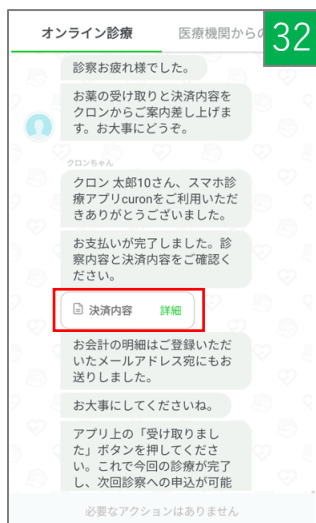 オンライン診療
医療機関から
32
診察お疲れ様でした。
お薬の受け取りと決済内容を
クロンからご案内差し上げま
す。お大事にどうぞ。
クロンちゃん
クロン 太郎10さん、スマホ診
療アプリcuronをご利用いただ
きありがとうございました。
お支払いが完了しました。診
察内容と決済内容をご確認く
ださい。
決済内容 詳細
お会計の明細はご登録いただ
いたメールアドレス宛にもお
送りしました。
お大事にしてくださいね。
アプリ上の「受け取りまし
た」ボタンを押してくださ
い。これで今回の診療が完了
し、次回診察への申込が可能
必要なアクションはありません